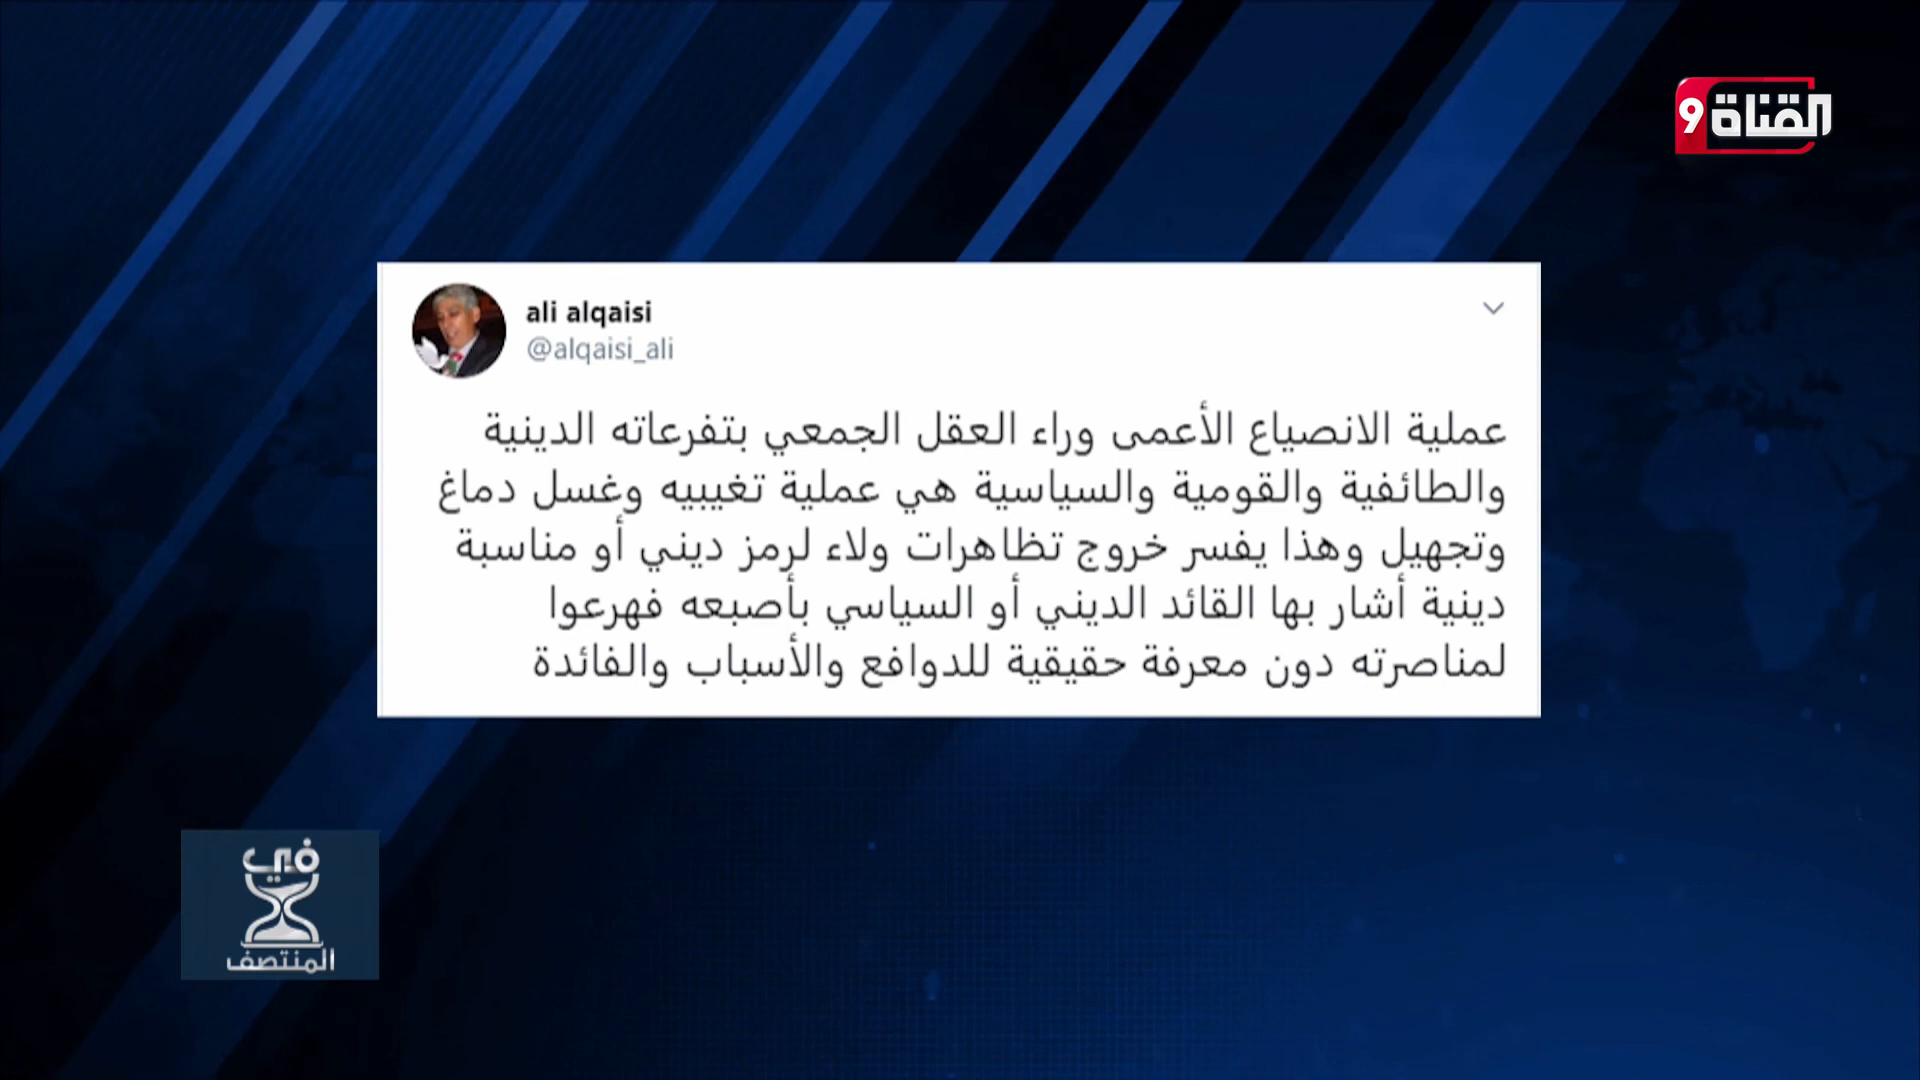 القناة 9
ali alqaisi
@alqaisi_ali
عملية الانصياع الأعمى وراء العقل الجمعي بتفرعاته الدينية
والطائفية والقومية والسياسية هي عملية تغيبيه وغسل دماغ
وتجهيل وهذا يفسر خروج تظاهرات ولاء لرمز ديني أو مناسبة
دينية أشار بها القائد الديني أو السياسي بأصبعه فهرعوا
لمناصرته دون معرفة حقيقية للدوافع والأسباب والفائدة
في
المنتصف